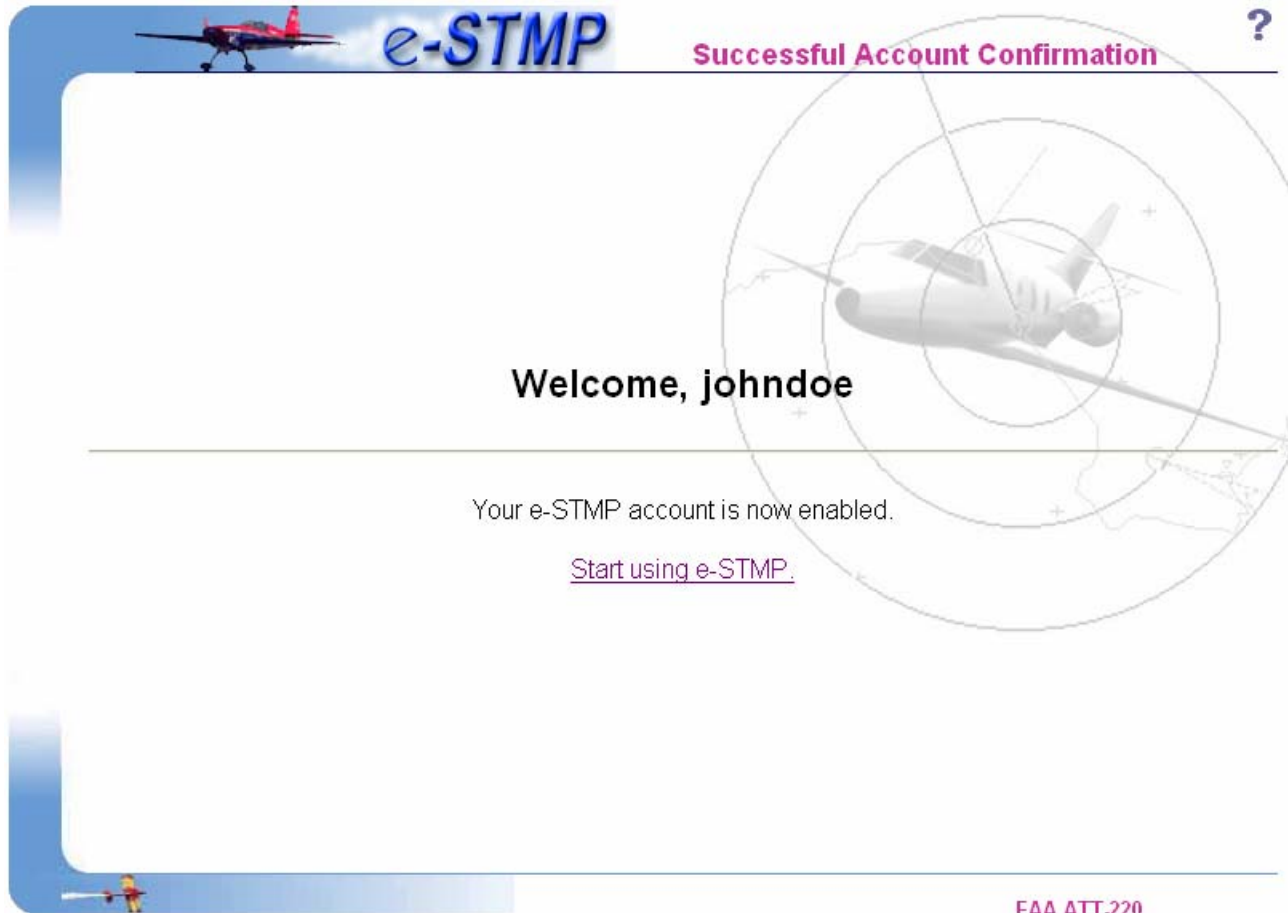 e-STMP
Successful Account Confirmation
?
Welcome, johndoe
Your e-STMP account is now enabled.
Start using e-STMP.
FAA ATT-220